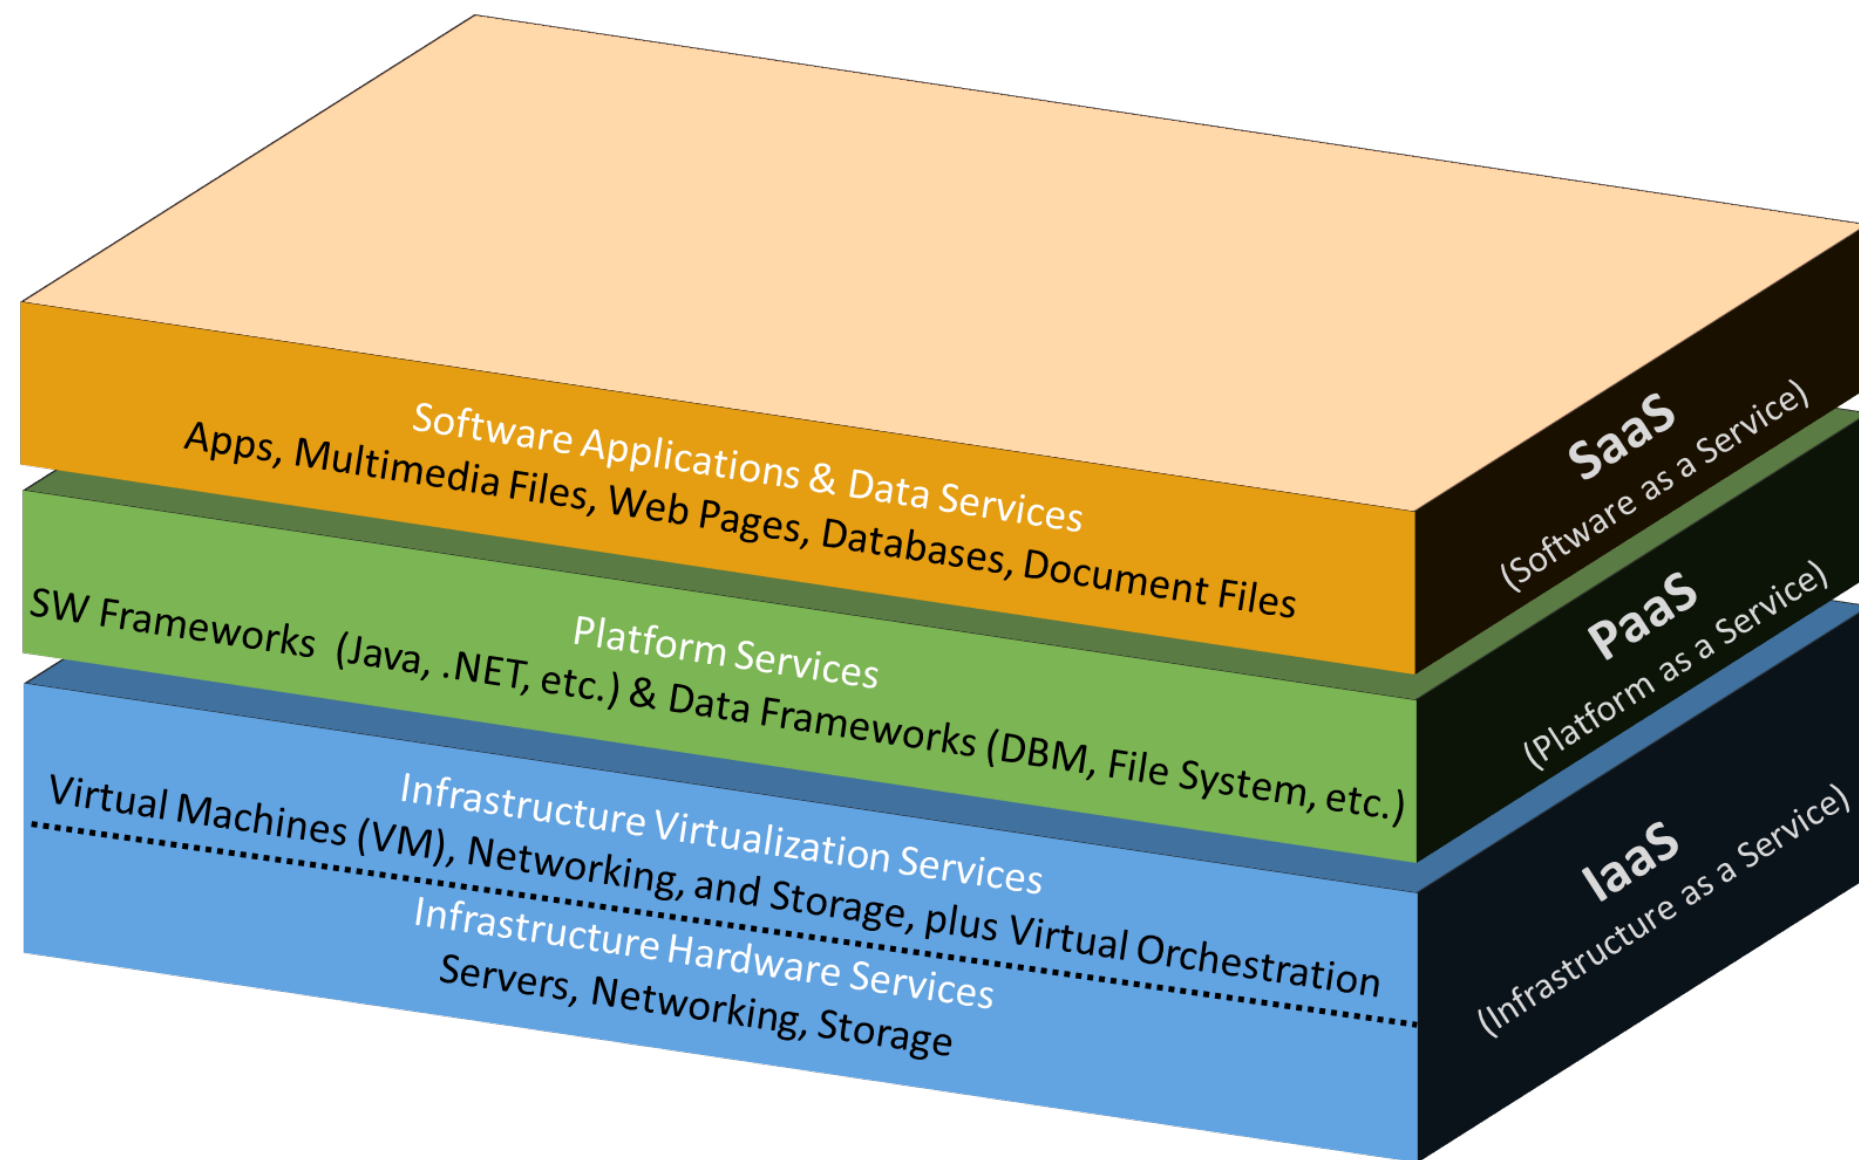 Software Applications & Data Services
Apps, Multimedia Files, Web Pages, Databases, Document Files
SaaS
(Software as a Service)
Platform Services
SW Frameworks (Java, .NET, etc.) & Data Frameworks (DBM, File System, etc.)
PaaS
(Platform as a Service)
Infrastructure Virtualization Services
Virtual Machines (VM), Networking, and Storage, plus Virtual Orchestration
Infrastructure Hardware Services
Servers, Networking, Storage
IaaS
(Infrastructure as a Service)